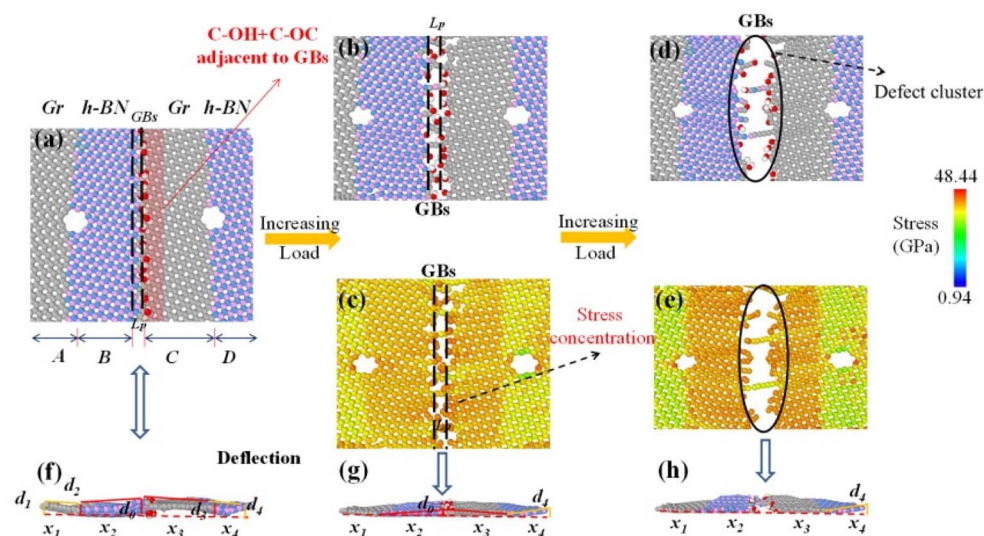 C-OH+C-OC
adjacent to GBs
Gr h-BN GBs Gr h-BN
(a)
Lp
A B C D
(b)
Lp
GBs
Increasing
Load
(d)
GBs
Defect cluster
Increasing
Load
48.44
Stress
(GPa)
0.94
(c)
GBs
Stress
concentration
(e)
Deflection
(f)
d1 d2 d0 d3 d4
x1 x2 x3 x4
(g)
d0 d4
x1 x2 x3 x4
(h)
d4
x1 x2 x3 x4